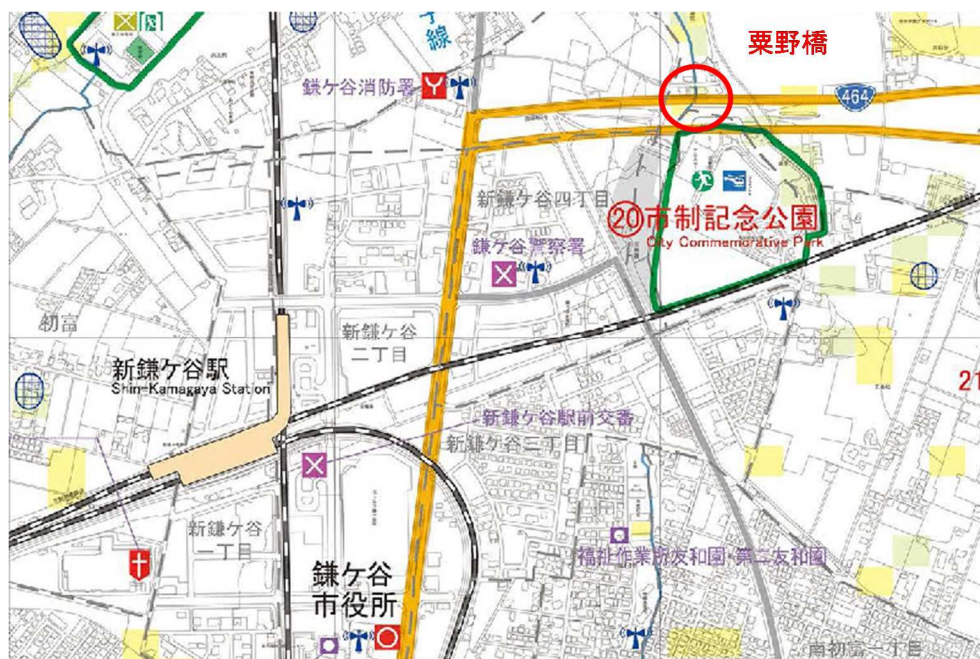 粟野橋
子
線
鎌ケ谷消防署
464
新鎌ケ谷四丁目
⑳市制記念公園
City Commemorative Park
鎌ケ谷警察署
初富
新鎌ケ谷
二丁目
新鎌ケ谷駅
Shin-Kamagaya Station
21
新鎌ケ谷駅前交番
新鎌ケ谷三丁目
新鎌ケ谷
一丁目
福祉作業所友和園・第二友和園
鎌ケ谷
市役所
南初富一丁目